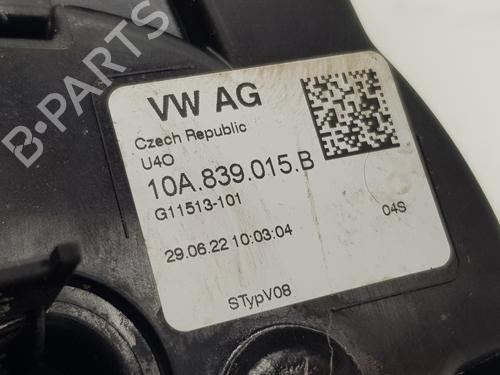 B-PARTS
VW AG
Czech Republic
U4O
10A.839.015.B
G11513-101
29.06.22 10:03:04
04S
STypV08